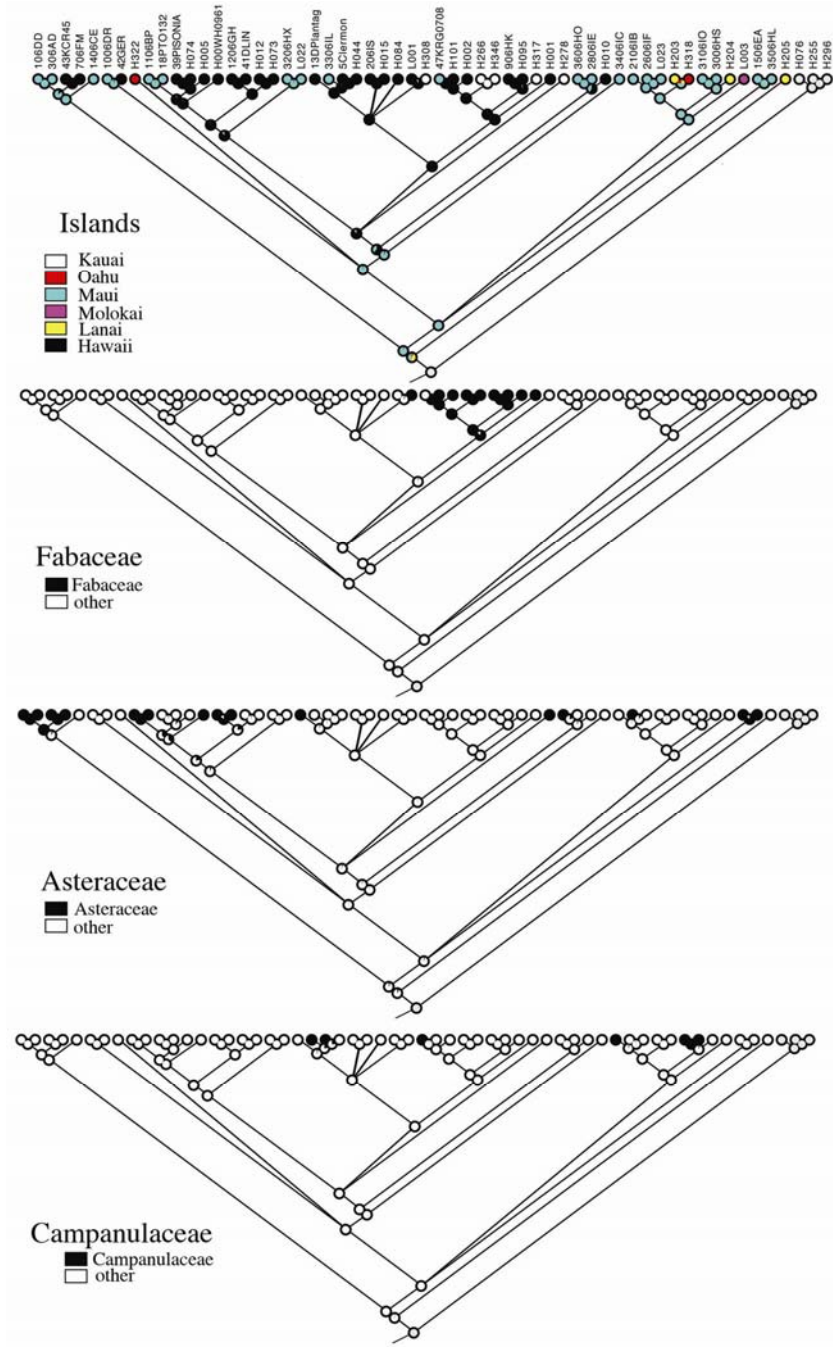 106DD
306AD
43KCR45
706FM
1406CE
1006DR
42GER
H322
1106BP
18PTO132
39PISONIA
H074
H005
H00WH0961
1206GH
41DLIN
H012
H073
3206HX
L022
13DPlantag
3306IL
5Clermon
H044
206IS
H015
H084
L001
H308
47KRG0708
H101
H002
H266
H346
906HK
H095
H317
H001
H278
3606HO
2806IE
H010
3406IC
2106IB
2606IF
L023
H203
H318
3106IO
3006HS
H204
L003
1506EA
3506HL
H205
H076
H255
H296
Islands
Kauai
Oahu
Maui
Molokai
Lanai
Hawaii
Fabaceae
Fabaceae
other
Asteraceae
Asteraceae
other
Campanulaceae
Campanulaceae
other